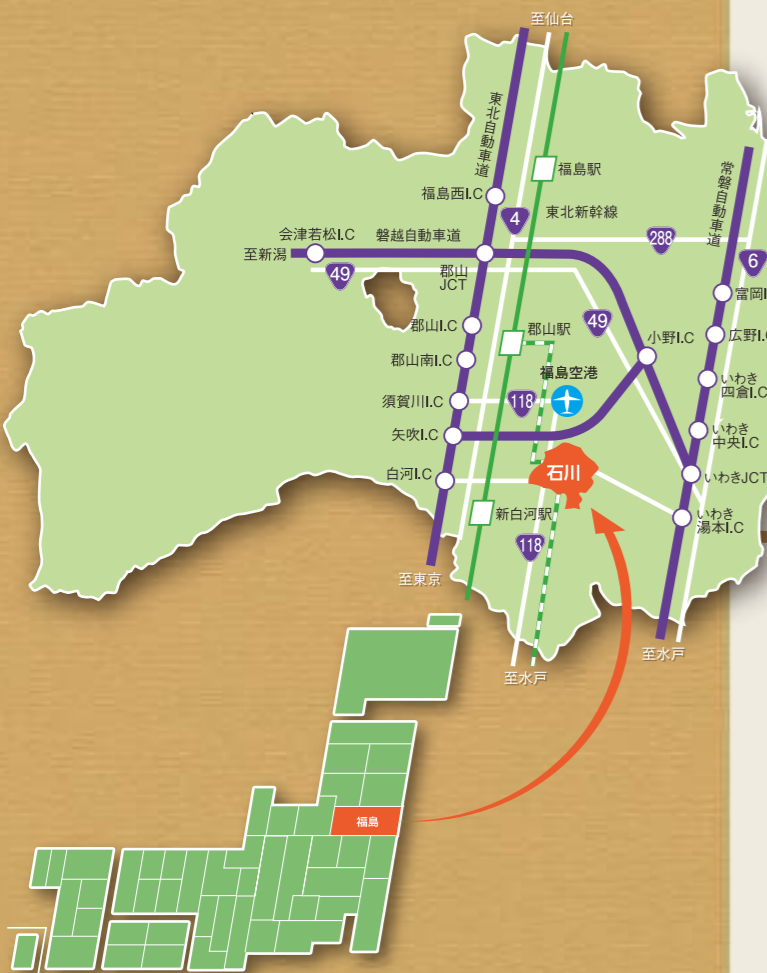 至仙台
東北自動車道
福島駅
福島西I.C
4
東北新幹線
常磐自動車道
288
6
会津若松I.C
磐越自動車道
至新潟
49
郡山
JCT
富岡I
49
郡山I.C
郡山駅
小野I.C
広野I.C
郡山南I.C
福島空港
いわき
四倉I.C
須賀川I.C
118
矢吹I.C
いわき
中央I.C
白河I.C
石川
いわきJCT
新白河駅
いわき
湯本I.C
118
至東京
至水戸
至水戸
福島